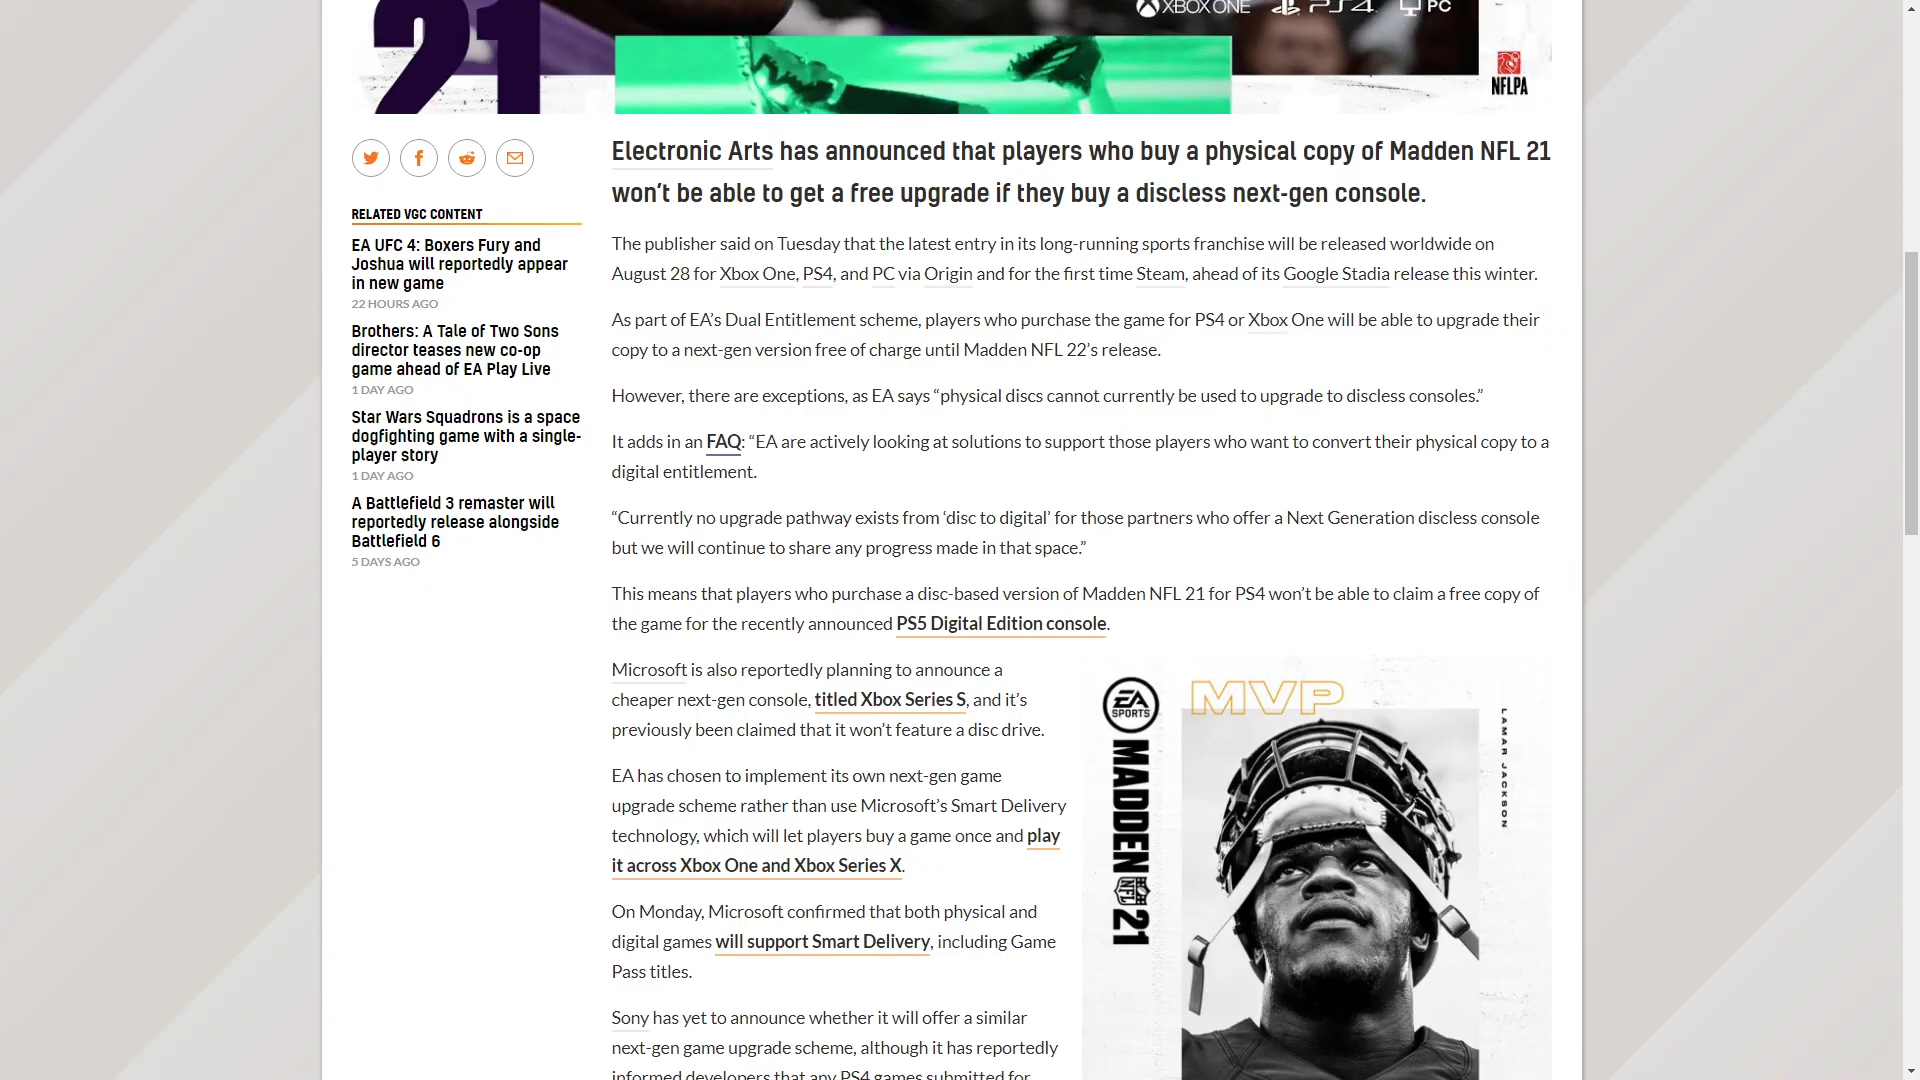 XBOX ONE PS4 PC
21
NFLPA
Electronic Arts has announced that players who buy a physical copy of Madden NFL 21
won’t be able to get a free upgrade if they buy a discless next-gen console.
RELATED VGC CONTENT
EA UFC 4: Boxers Fury and
Joshua will reportedly appear
in new game
22 HOURS AGO
Brothers: A Tale of Two Sons
director teases new co-op
game ahead of EA Play Live
1 DAY AGO
Star Wars Squadrons is a space
dogfighting game with a single-
player story
1 DAY AGO
A Battlefield 3 remaster will
reportedly release alongside
Battlefield 6
5 DAYS AGO
The publisher said on Tuesday that the latest entry in its long-running sports franchise will be released worldwide on
August 28 for Xbox One, PS4, and PC via Origin and for the first time Steam, ahead of its Google Stadia release this winter.
As part of EA’s Dual Entitlement scheme, players who purchase the game for PS4 or Xbox One will be able to upgrade their
copy to a next-gen version free of charge until Madden NFL 22’s release.
However, there are exceptions, as EA says “physical discs cannot currently be used to upgrade to discless consoles.”
It adds in an FAQ: “EA are actively looking at solutions to support those players who want to convert their physical copy to a
digital entitlement.
“Currently no upgrade pathway exists from ‘disc to digital’ for those partners who offer a Next Generation discless console
but we will continue to share any progress made in that space.”
This means that players who purchase a disc-based version of Madden NFL 21 for PS4 won’t be able to claim a free copy of
the game for the recently announced PS5 Digital Edition console.
Microsoft is also reportedly planning to announce a
cheaper next-gen console, titled Xbox Series S, and it’s
previously been claimed that it won’t feature a disc drive.
EA has chosen to implement its own next-gen game
upgrade scheme rather than use Microsoft’s Smart Delivery
technology, which will let players buy a game once and play
it across Xbox One and Xbox Series X.
On Monday, Microsoft confirmed that both physical and
digital games will support Smart Delivery, including Game
Pass titles.
Sony has yet to announce whether it will offer a similar
next-gen game upgrade scheme, although it has reportedly
informed developers that any PS4 games submitted for
EA SPORTS
MVP
MADDEN NFL 21
LAMAR JACKSON